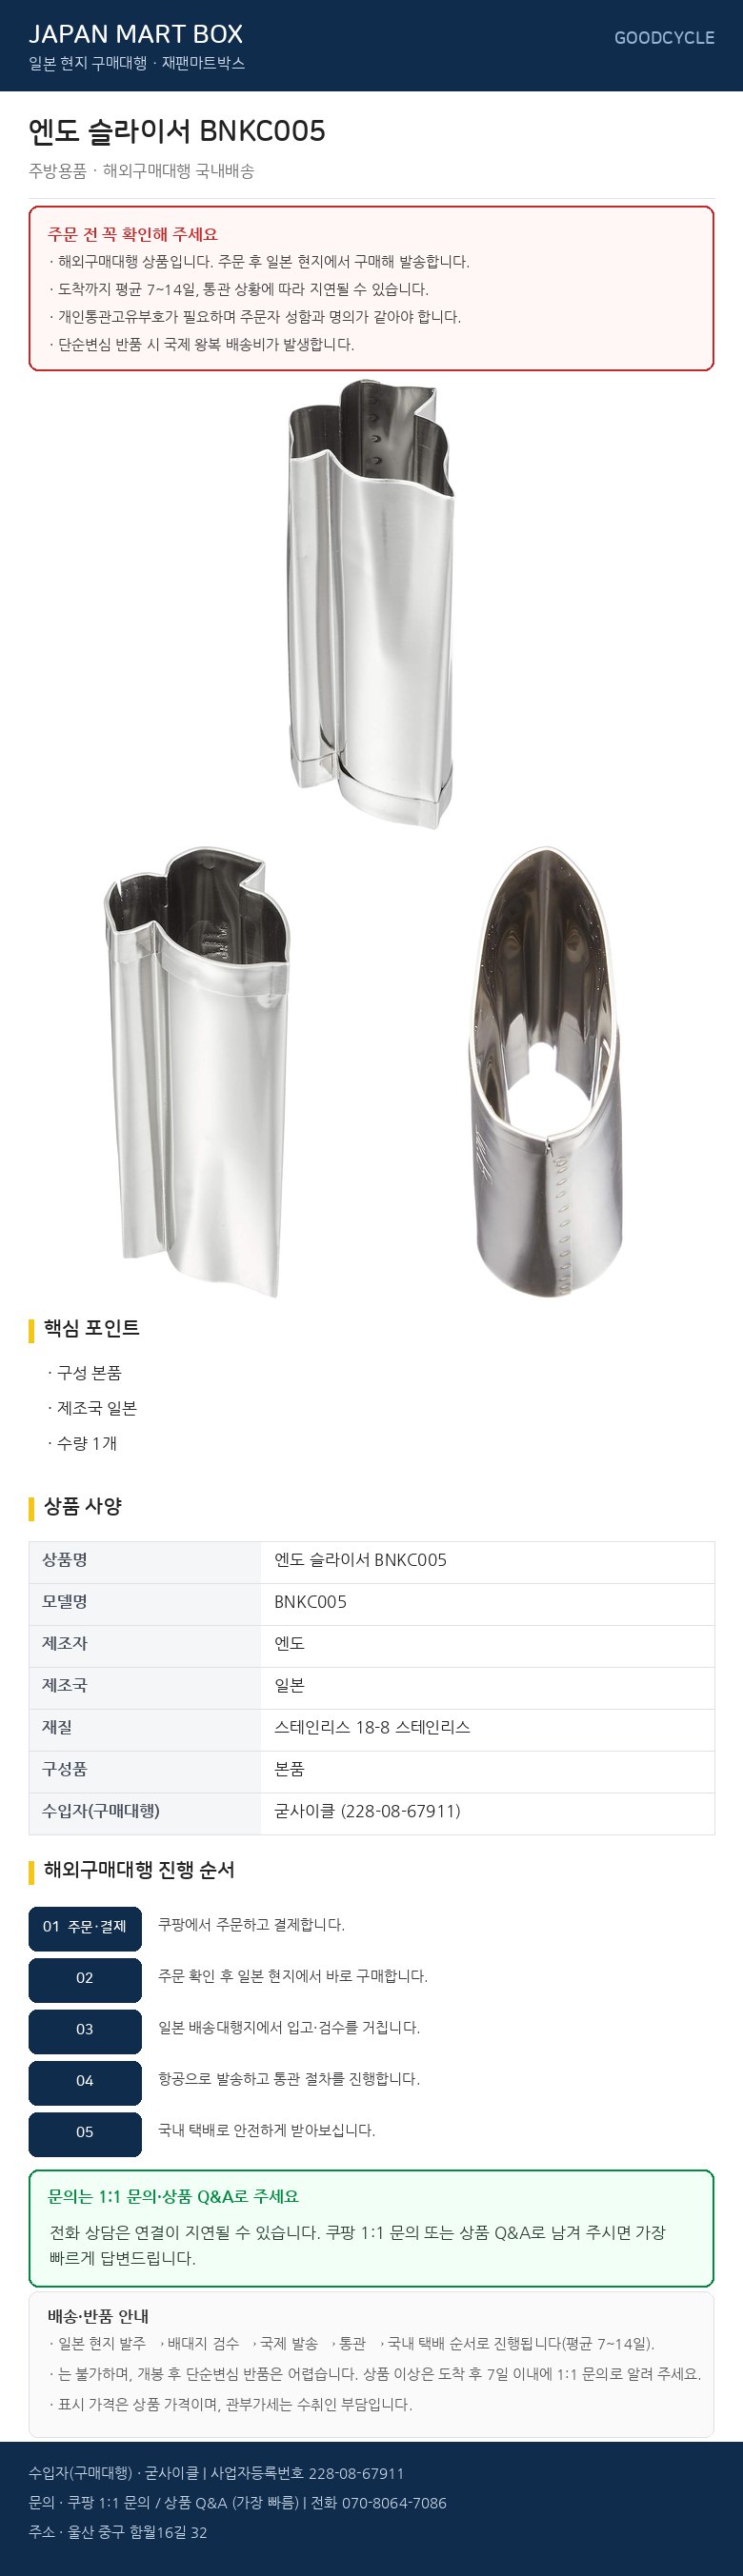 JAPAN MART BOX
GOODCYCLE
일본 현지 구매대행 · 재팬마트박스
엔도 슬라이서 BNKC005
주방용품 · 해외구매대행 국내배송
주문 전 꼭 확인해 주세요
· 해외구매대행 상품입니다. 주문 후 일본 현지에서 구매해 발송합니다.
· 도착까지 평균 7~14일, 통관 상황에 따라 지연될 수 있습니다.
· 개인통관고유부호가 필요하며 주문자 성함과 명의가 같아야 합니다.
· 단순변심 반품 시 국제 왕복 배송비가 발생합니다.
핵심 포인트
· 구성 본품
· 제조국 일본
· 수량 1개
상품 사양
상품명 엔도 슬라이서 BNKC005
모델명 BNKC005
제조자 엔도
제조국 일본
재질 스테인리스 18-8 스테인리스
구성품 본품
수입자(구매대행) 굳사이클 (228-08-67911)
해외구매대행 진행 순서
01 주문·결제 쿠팡에서 주문하고 결제합니다.
02 주문 확인 후 일본 현지에서 바로 구매합니다.
03 일본 배송대행지에서 입고·검수를 거칩니다.
04 항공으로 발송하고 통관 절차를 진행합니다.
05 국내 택배로 안전하게 받아보십니다.
문의는 1:1 문의·상품 Q&A로 주세요
전화 상담은 연결이 지연될 수 있습니다. 쿠팡 1:1 문의 또는 상품 Q&A로 남겨 주시면 가장
빠르게 답변드립니다.
배송·반품 안내
· 일본 현지 발주 › 배대지 검수 › 국제 발송 › 통관 › 국내 택배 순서로 진행됩니다(평균 7~14일).
· 는 불가하며, 개봉 후 단순변심 반품은 어렵습니다. 상품 이상은 도착 후 7일 이내에 1:1 문의로 알려 주세요.
· 표시 가격은 상품 가격이며, 관부가세는 수취인 부담입니다.
수입자(구매대행) · 굳사이클 | 사업자등록번호 228-08-67911
문의 · 쿠팡 1:1 문의 / 상품 Q&A (가장 빠름) | 전화 070-8064-7086
주소 · 울산 중구 함월16길 32